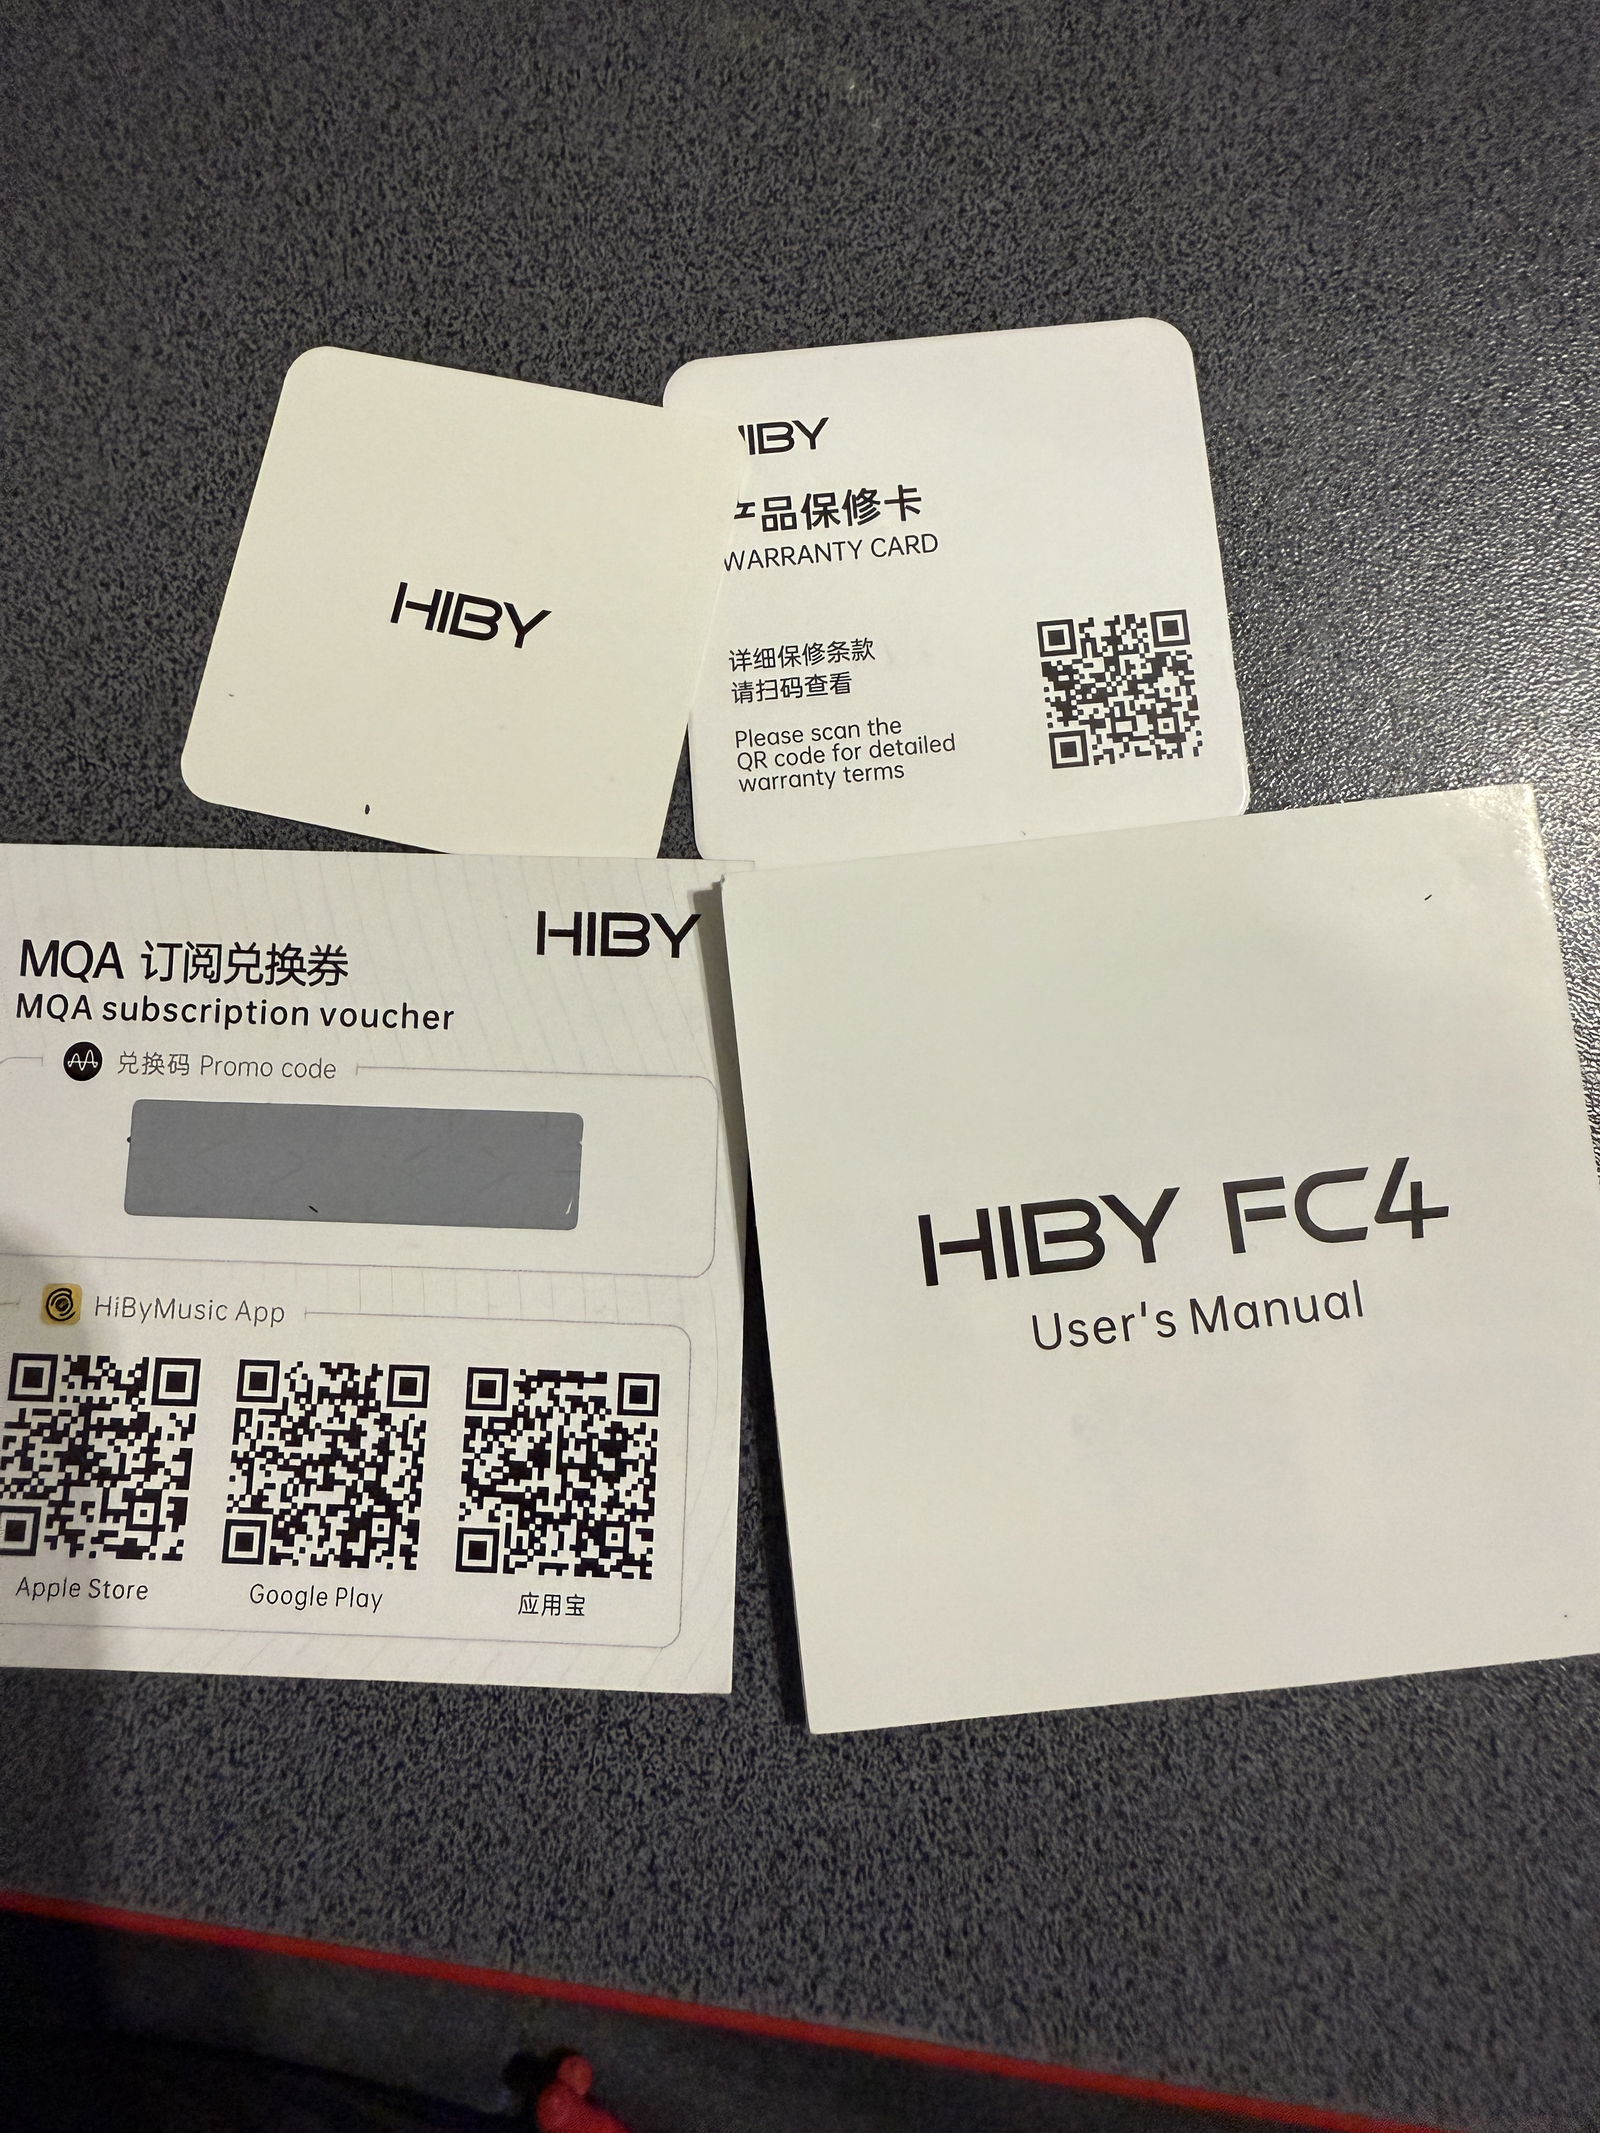 HIBY
HIBY
品保修卡
WARRANTY CARD
详细保修条款
请扫码查看
Please scan the
QR code for detailed
warranty terms
HIBY
MQA 订阅兑换券
MQA subscription voucher
兑换码 Promo code
HiByMusic App
Apple Store
Google Play
应用宝
HIBY FC4
User's Manual